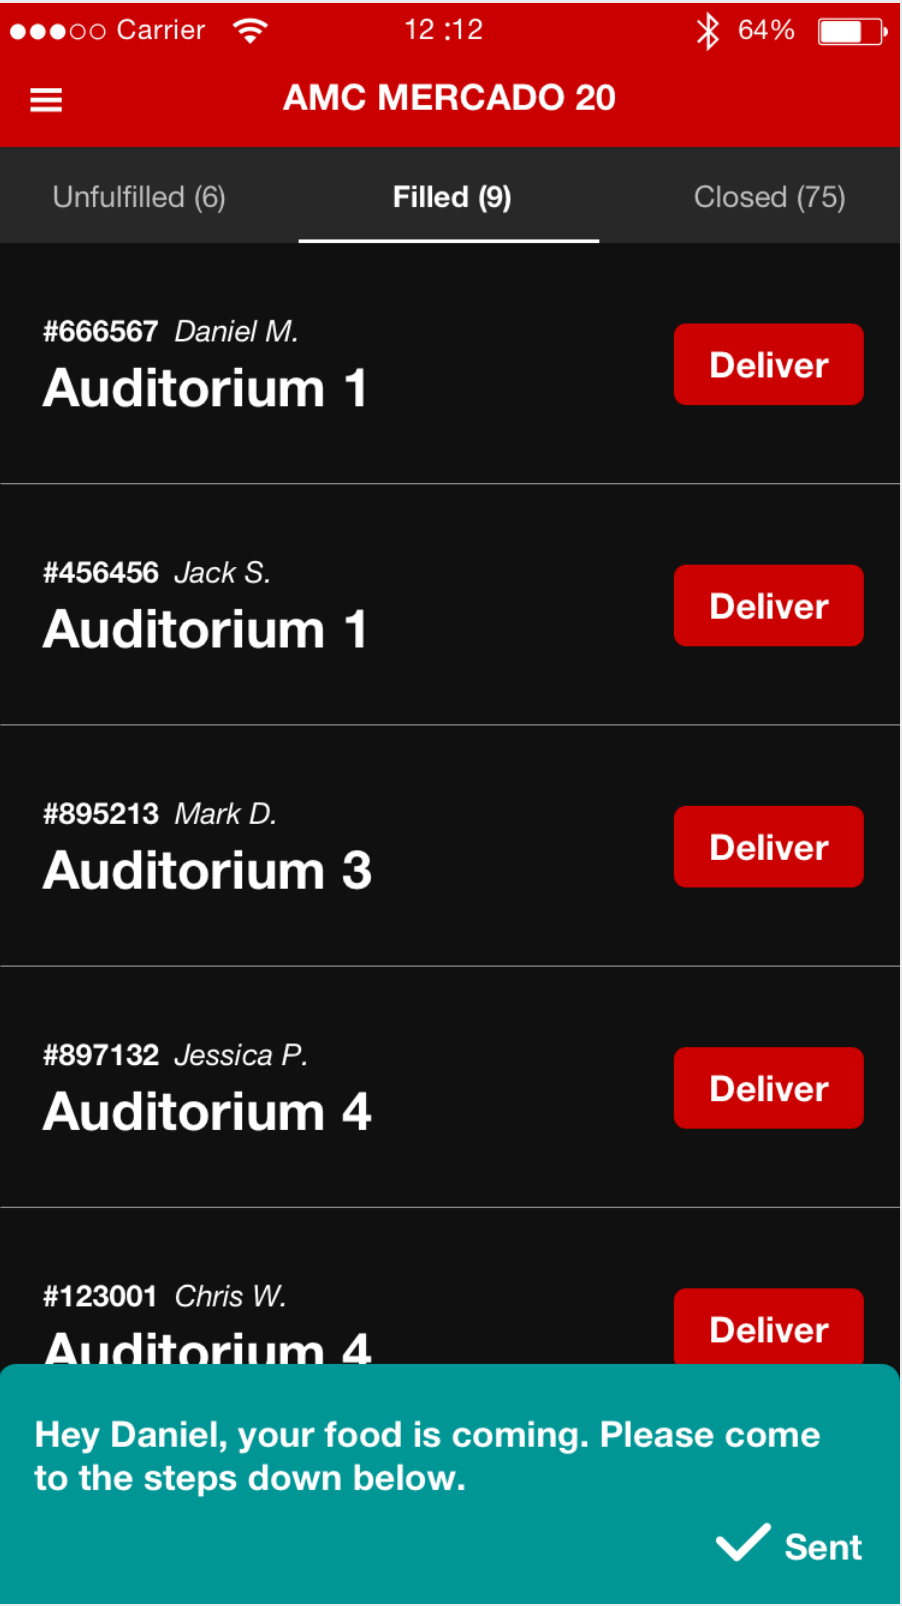 Carrier 12 :12 64%
AMC MERCADO 20
Unfulfilled (6) Filled (9) Closed (75)
#666567 Daniel M.
Auditorium 1
Deliver
#456456 Jack S.
Auditorium 1
Deliver
#895213 Mark D.
Auditorium 3
Deliver
#897132 Jessica P.
Auditorium 4
Deliver
#123001 Chris W.
Auditorium 4
Deliver
Hey Daniel, your food is coming. Please come
to the steps down below.
Sent